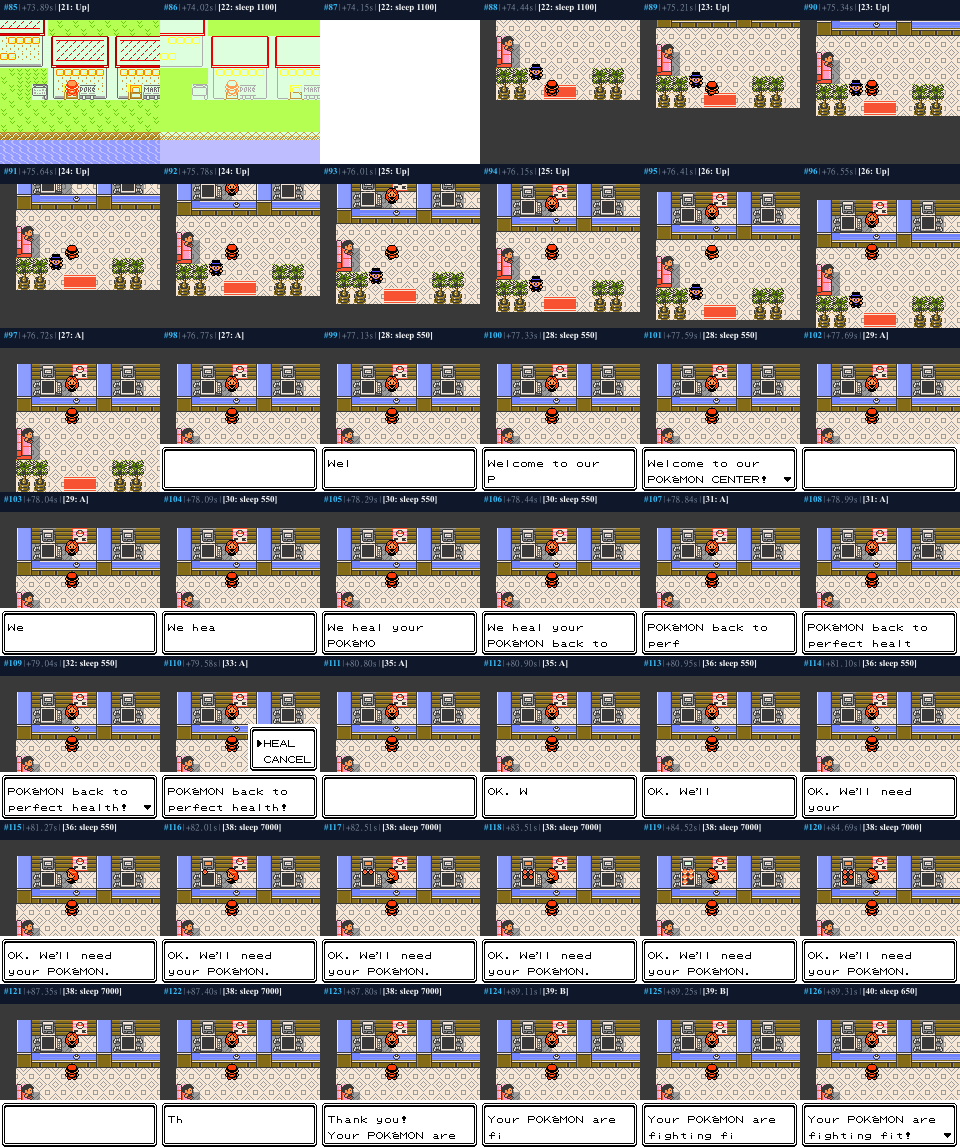 #85|+73.89s|[21: Up]
#86|+74.02s|[22: sleep 1100]
#87|+74.15s|[22: sleep 1100]
#88|+74.44s|[22: sleep 1100]
#89|+75.21s|[23: Up]
#90|+75.34s|[23: Up]
POKé
MART
POKé
MART
#91|+75.64s|[24: Up]
#92|+75.78s|[24: Up]
#93|+76.01s|[25: Up]
#94|+76.15s|[25: Up]
#95|+76.41s|[26: Up]
#96|+76.55s|[26: Up]
#97|+76.72s|[27: A]
#98|+76.77s|[27: A]
#99|+77.13s|[28: sleep 550]
#100|+77.33s|[28: sleep 550]
#101|+77.59s|[28: sleep 550]
#102|+77.69s|[29: A]
Wel
Welcome to our
P
Welcome to our
POKéMON CENTER! ▼
#103|+78.04s|[29: A]
#104|+78.09s|[30: sleep 550]
#105|+78.29s|[30: sleep 550]
#106|+78.44s|[30: sleep 550]
#107|+78.84s|[31: A]
#108|+78.99s|[31: A]
We
We hea
We heal your
POKéMO
We heal your
POKéMON back to
POKéMON back to
perf
POKéMON back to
perfect healt
#109|+79.04s|[32: sleep 550]
#110|+79.58s|[33: A]
#111|+80.80s|[35: A]
#112|+80.90s|[35: A]
#113|+80.95s|[36: sleep 550]
#114|+81.10s|[36: sleep 550]
POKéMON back to
perfect health! ▼
▶HEAL
CANCEL
POKéMON back to
perfect health!
OK. W
OK. We'll
OK. We'll need
your
#115|+81.27s|[36: sleep 550]
#116|+82.01s|[38: sleep 7000]
#117|+82.51s|[38: sleep 7000]
#118|+83.51s|[38: sleep 7000]
#119|+84.52s|[38: sleep 7000]
#120|+84.69s|[38: sleep 7000]
OK. We'll need
your POKéMON.
OK. We'll need
your POKéMON.
OK. We'll need
your POKéMON.
OK. We'll need
your POKéMON.
OK. We'll need
your POKéMON.
OK. We'll need
your POKéMON.
#121|+87.35s|[38: sleep 7000]
#122|+87.40s|[38: sleep 7000]
#123|+87.80s|[38: sleep 7000]
#124|+89.11s|[39: B]
#125|+89.25s|[39: B]
#126|+89.31s|[40: sleep 650]
Th
Thank you!
Your POKéMON are
Your POKéMON are
fi
Your POKéMON are
fighting fi
Your POKéMON are
fighting fit! ▼